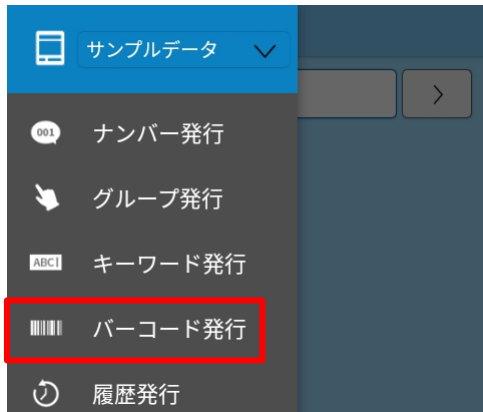 サンプルデータ
001
ナンバー発行
グループ発行
ABC
キーワード発行
バーコード発行
履歴発行